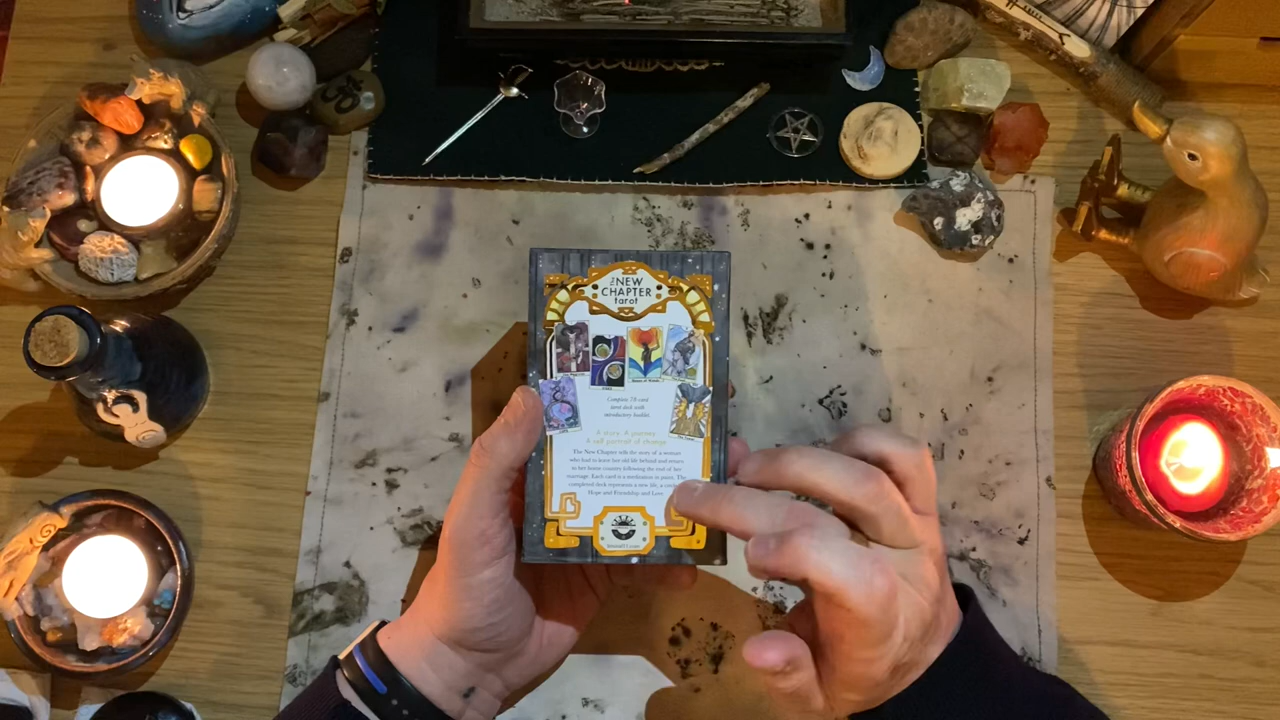 The NEW
CHAPTER
tarot
Complete 78 card
tarot deck with
introductory booklet.
A story. A journey
A self portrait of change
The New Chapter tells the story of a woman
who had to leave her old life behind and return
to her home country following the end of her
marriage. Each card is a meditation in paint. The
completed deck represents a new life, a
Hope and Friendship and Love